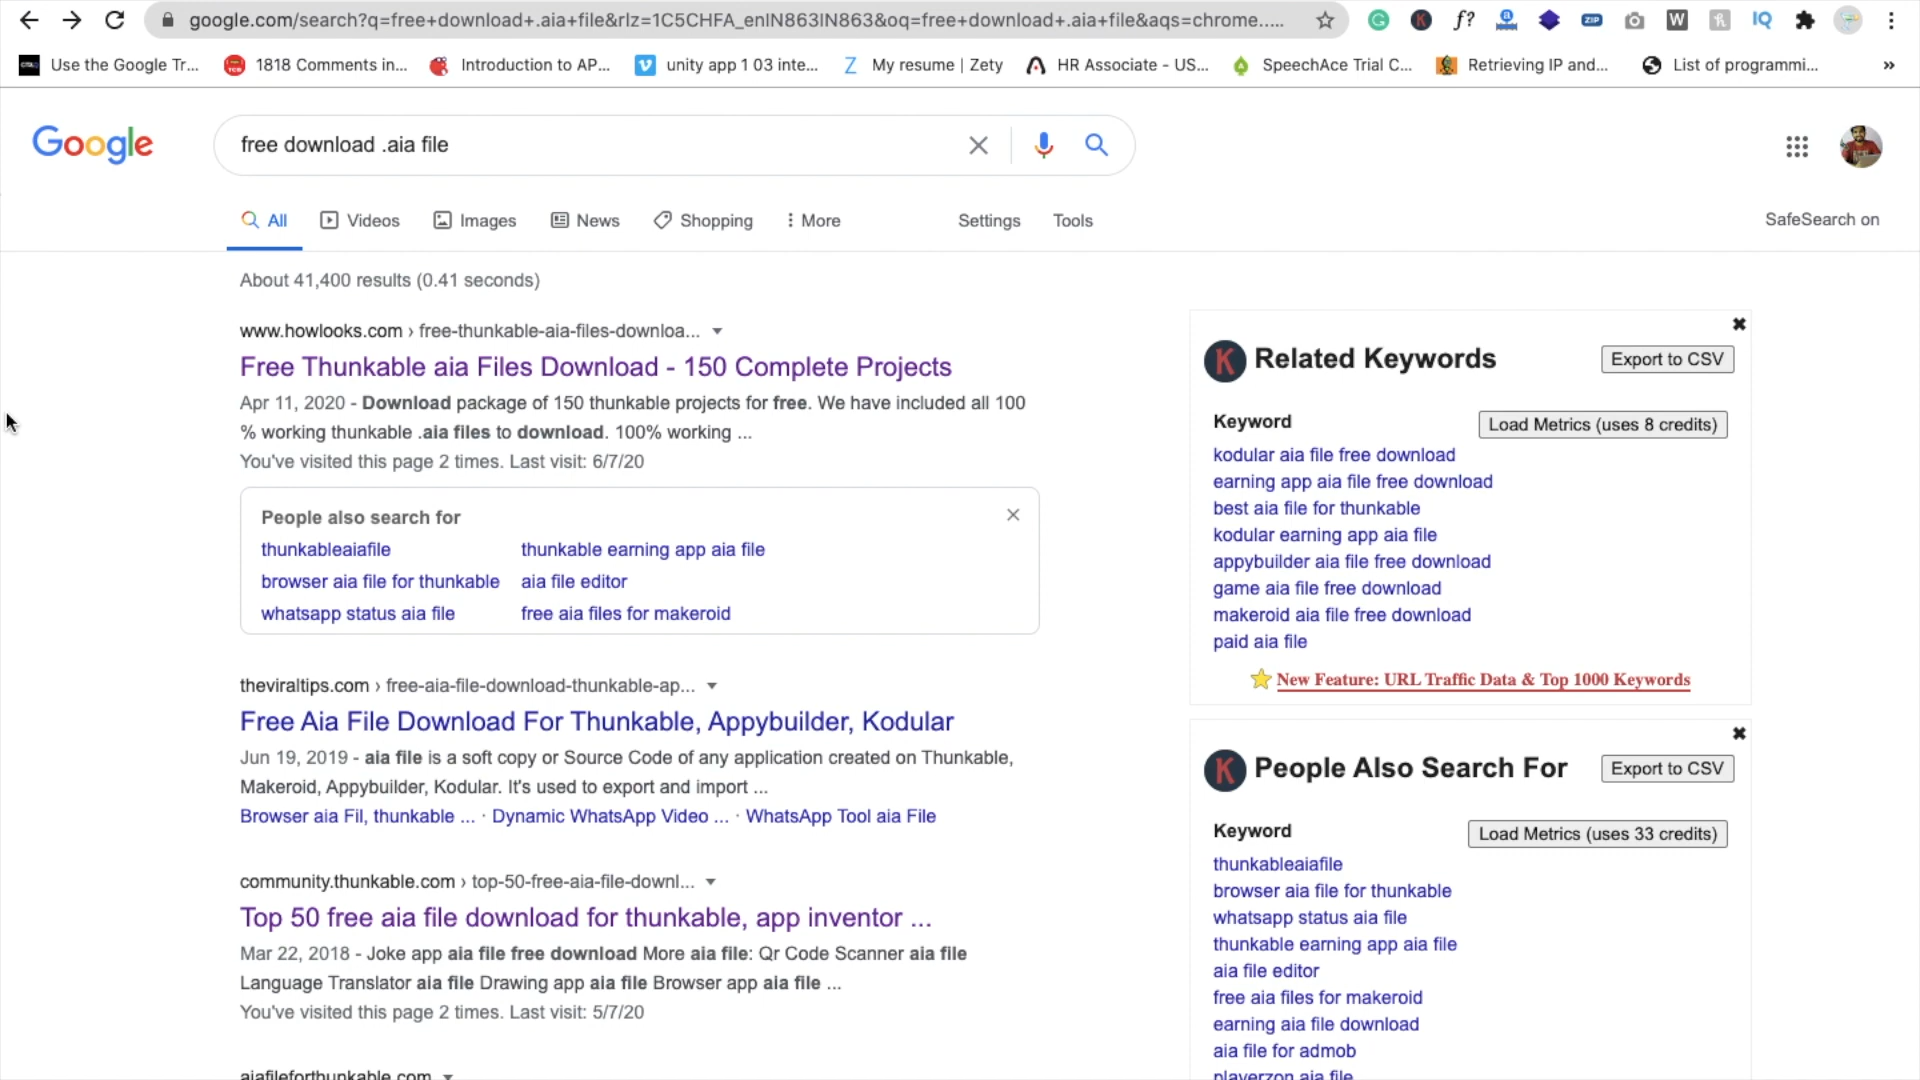 google.com/search?q=free+download+.aia+file&rlz=1C5CHFA_enIN863IN863&oq=free+download+.aia+file&aqs=chrome.....
f?
ZIP
W
IQ
Use the Google Tr...
1818 Comments in...
Introduction to AP...
unity app 1 03 inte...
My resume | Zety
HR Associate - US...
SpeechAce Trial C...
Retrieving IP and...
List of programmi...
»
Google
free download .aia file
All
Videos
Images
News
Shopping
More
Settings
Tools
SafeSearch on
About 41,400 results (0.41 seconds)
www.howlooks.com › free-thunkable-aia-files-downloa...
Free Thunkable aia Files Download - 150 Complete Projects
Apr 11, 2020 - Download package of 150 thunkable projects for free. We have included all 100
% working thunkable .aia files to download. 100% working ...
You've visited this page 2 times. Last visit: 6/7/20
People also search for
thunkableaiafile
thunkable earning app aia file
browser aia file for thunkable
aia file editor
whatsapp status aia file
free aia files for makeroid
theviraltips.com › free-aia-file-download-thunkable-ap...
Free Aia File Download For Thunkable, Appybuilder, Kodular
Jun 19, 2019 - aia file is a soft copy or Source Code of any application created on Thunkable,
Makeroid, Appybuilder, Kodular. It's used to export and import ...
Browser aia Fil, thunkable ... · Dynamic WhatsApp Video ... · WhatsApp Tool aia File
community.thunkable.com › top-50-free-aia-file-downl...
Top 50 free aia file download for thunkable, app inventor ...
Mar 22, 2018 - Joke app aia file free download More aia file: Qr Code Scanner aia file
Language Translator aia file Drawing app aia file Browser app aia file ...
You've visited this page 2 times. Last visit: 5/7/20
aiafileforthunkable.com
K Related Keywords
Export to CSV
Keyword
Load Metrics (uses 8 credits)
kodular aia file free download
earning app aia file free download
best aia file for thunkable
kodular earning app aia file
appybuilder aia file free download
game aia file free download
makeroid aia file free download
paid aia file
New Feature: URL Traffic Data & Top 1000 Keywords
K People Also Search For
Export to CSV
Keyword
Load Metrics (uses 33 credits)
thunkableaiafile
browser aia file for thunkable
whatsapp status aia file
thunkable earning app aia file
aia file editor
free aia files for makeroid
earning aia file download
aia file for admob
playerzon aia file